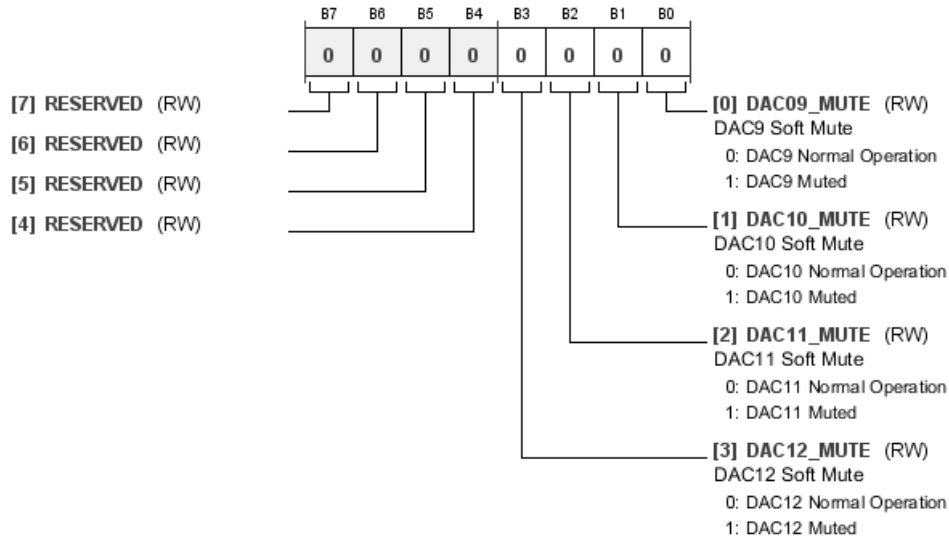 B7 B6 B5 B4 B3 B2 B1 B0
0 0 0 0 0 0 0 0
[7] RESERVED (RW)
[6] RESERVED (RW)
[5] RESERVED (RW)
[4] RESERVED (RW)
[0] DAC09_MUTE (RW)
DAC9 Soft Mute
0: DAC9 Normal Operation
1: DAC9 Muted
[1] DAC10_MUTE (RW)
DAC10 Soft Mute
0: DAC10 Normal Operation
1: DAC10 Muted
[2] DAC11_MUTE (RW)
DAC11 Soft Mute
0: DAC11 Normal Operation
1: DAC11 Muted
[3] DAC12_MUTE (RW)
DAC12 Soft Mute
0: DAC12 Normal Operation
1: DAC12 Muted